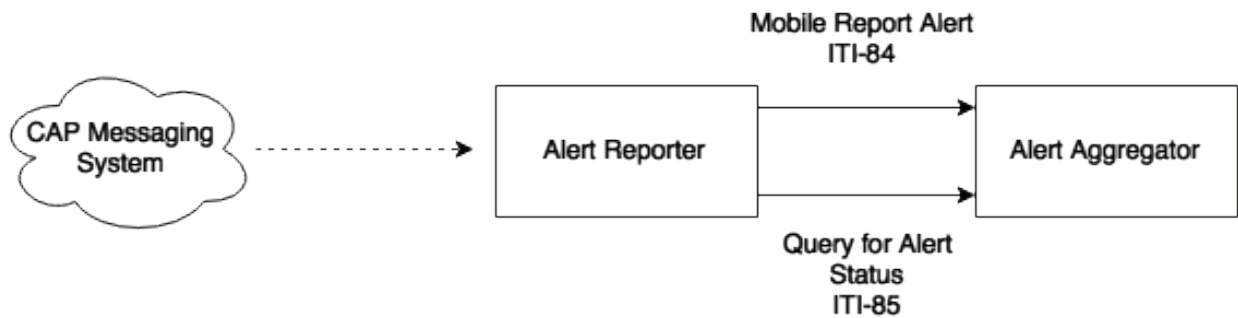 Mobile Report Alert
ITI-84
CAP Messaging
System
Alert Reporter
Alert Aggregator
Query for Alert
Status
ITI-85